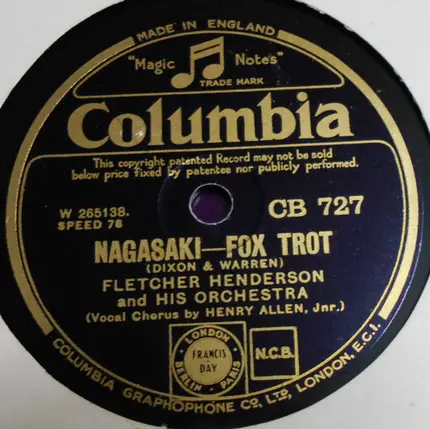 MADE IN ENGLAND
"Magic Notes"
TRADE MARK
Columbia
This copyright patented Record may not be sold
below price fixed by patentee nor publicly performed.
W 265138.
SPEED 78
CB 727
NAGASAKI—FOX TROT
(DIXON & WARREN)
FLETCHER HENDERSON
and HIS ORCHESTRA
(Vocal Chorus by HENRY ALLEN, Jnr.)
LONDON
FRANCIS
DAY
BERLIN PARIS
N.C.B.
COLUMBIA GRAPHOPHONE Co, LTD, LONDON, E.C.1.